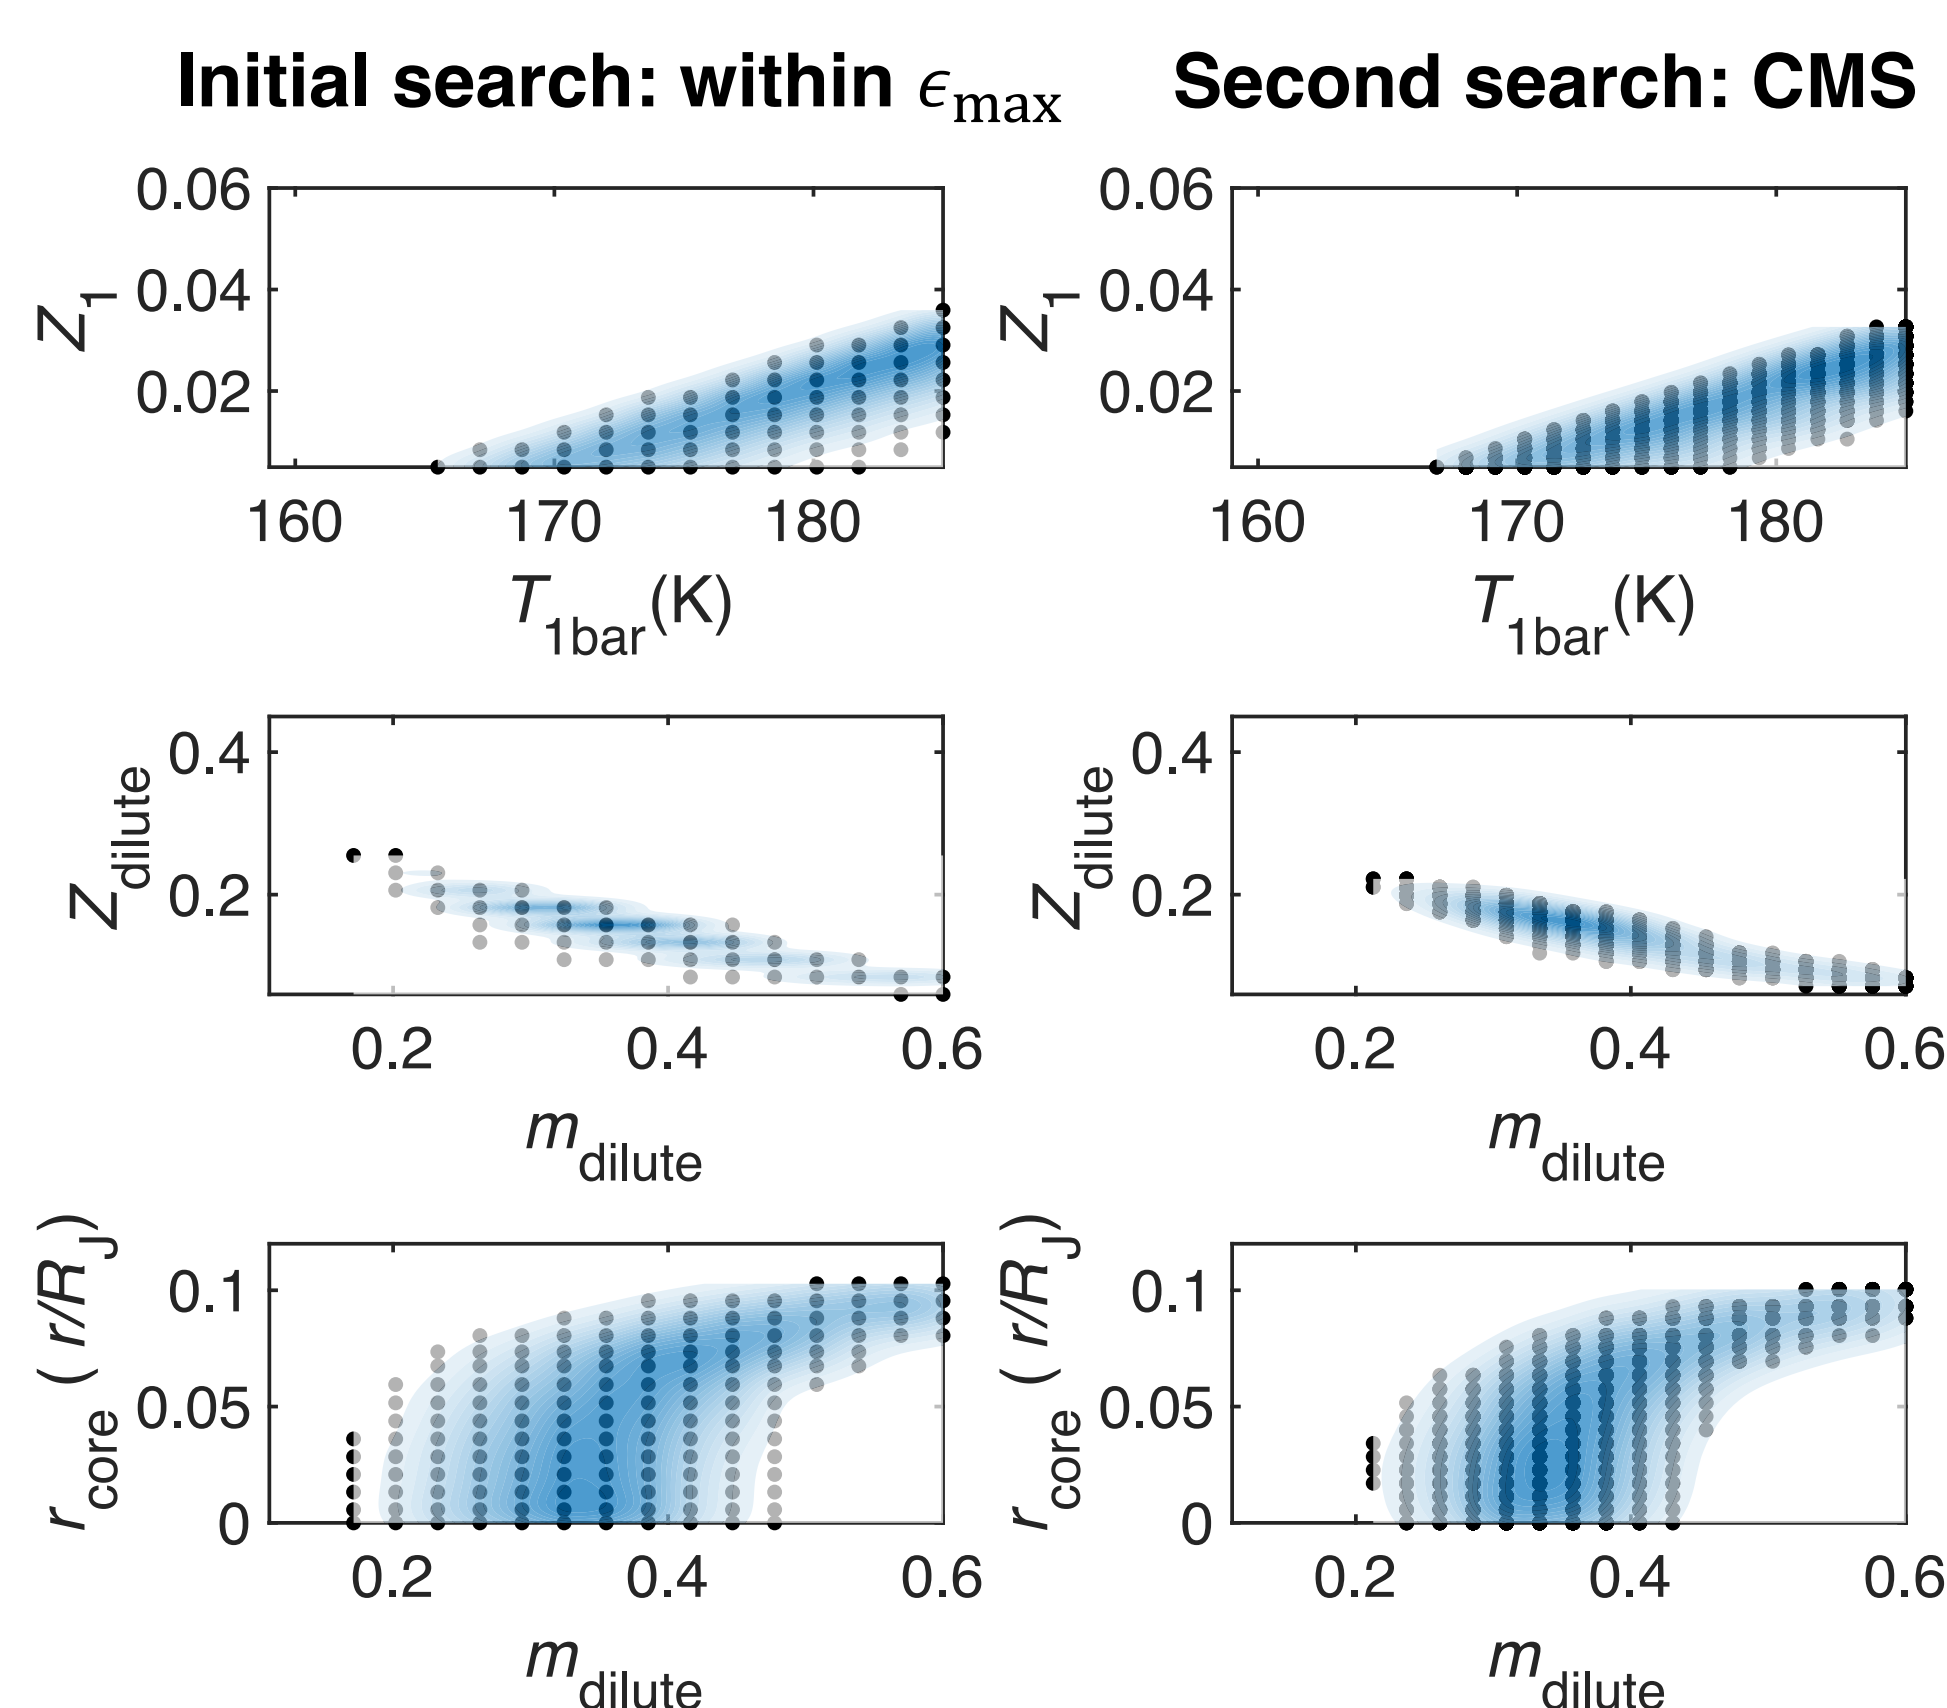 Initial search: within ϵmax
Second search: CMS
0.06
0.04
0.02
Z1
160 170 180
T1bar(K)
0.06
0.04
0.02
Z1
160 170 180
T1bar(K)
0.4
0.2
Zdilute
0.2 0.4 0.6
mdilute
0.4
0.2
Zdilute
0.2 0.4 0.6
mdilute
0.1
0.05
0
rcore ( r/RJ)
0.2 0.4 0.6
mdilute
0.1
0.05
0
rcore ( r/RJ)
0.2 0.4 0.6
mdilute